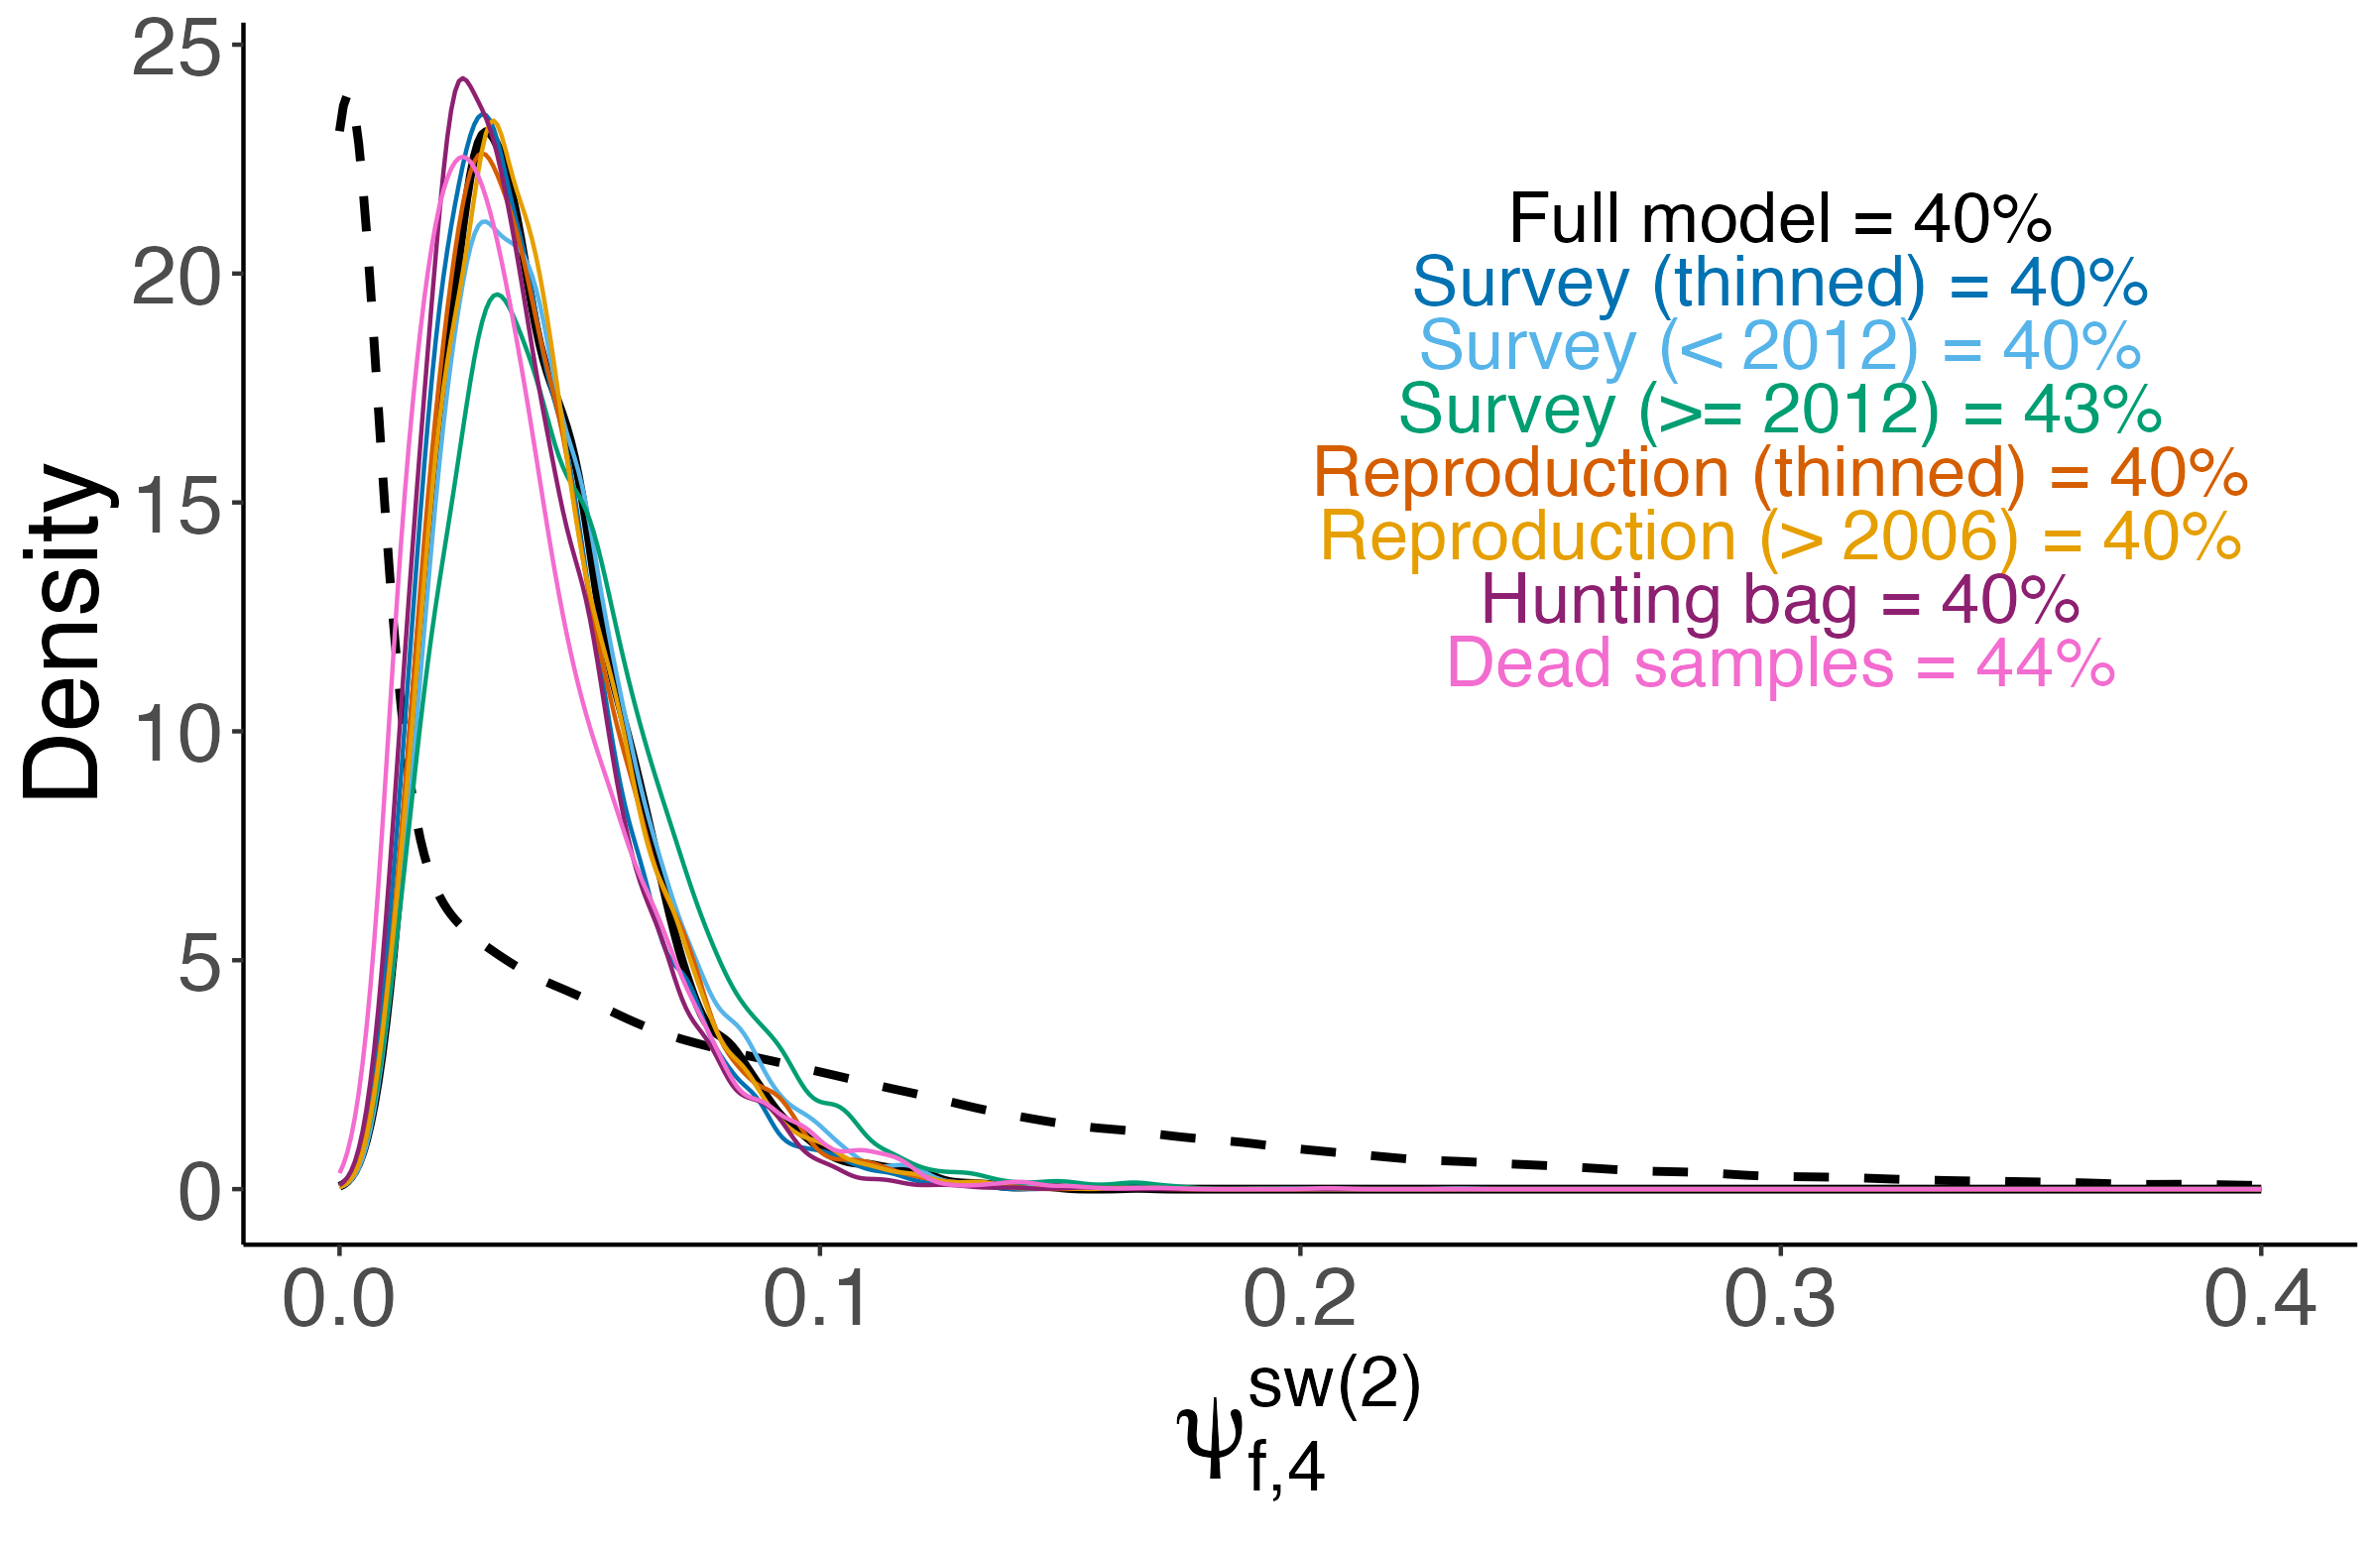 25
20
15
10
5
0
Density
Full model = 40%
Survey (thinned) = 40%
Survey (< 2012) = 40%
Survey (>= 2012) = 43%
Reproduction (thinned) = 40%
Reproduction (> 2006) = 40%
Hunting bag = 40%
Dead samples = 44%
0.0 0.1 0.2 0.3 0.4
ψ sw(2) f,4